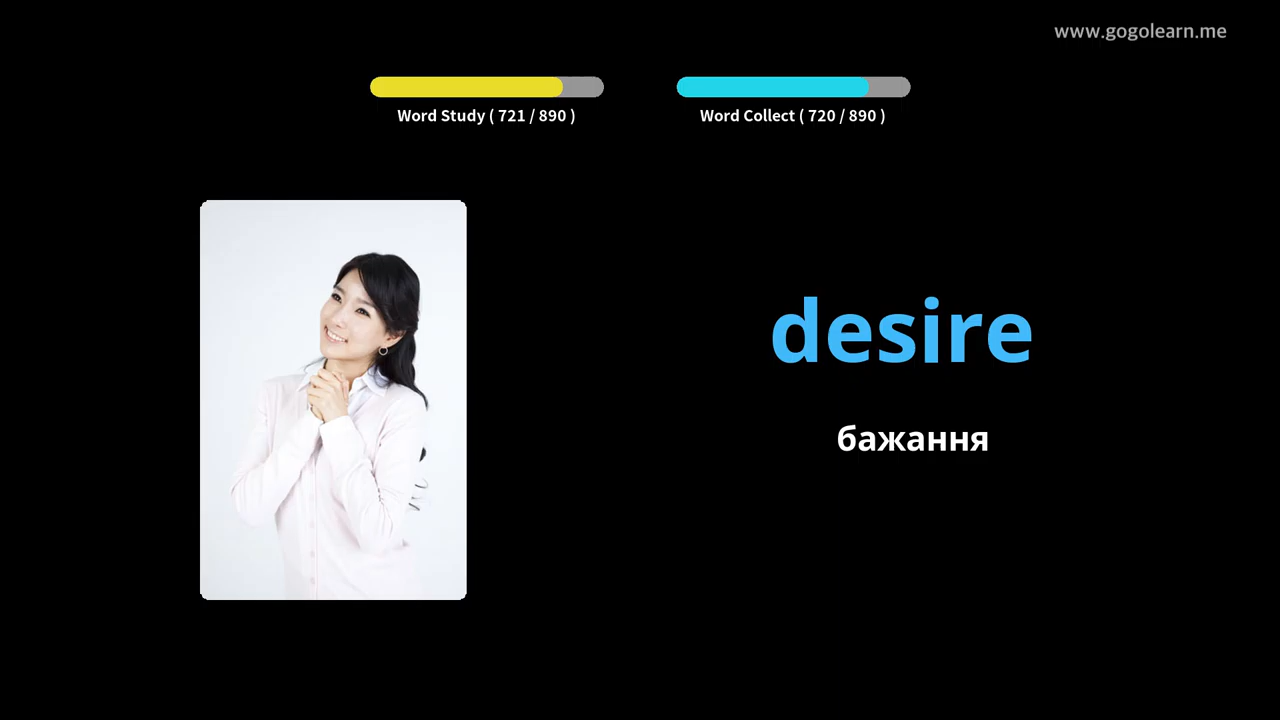 www.gogolearn.me
Word Study ( 721 / 890 )
Word Collect ( 720 / 890 )
desire
бажання